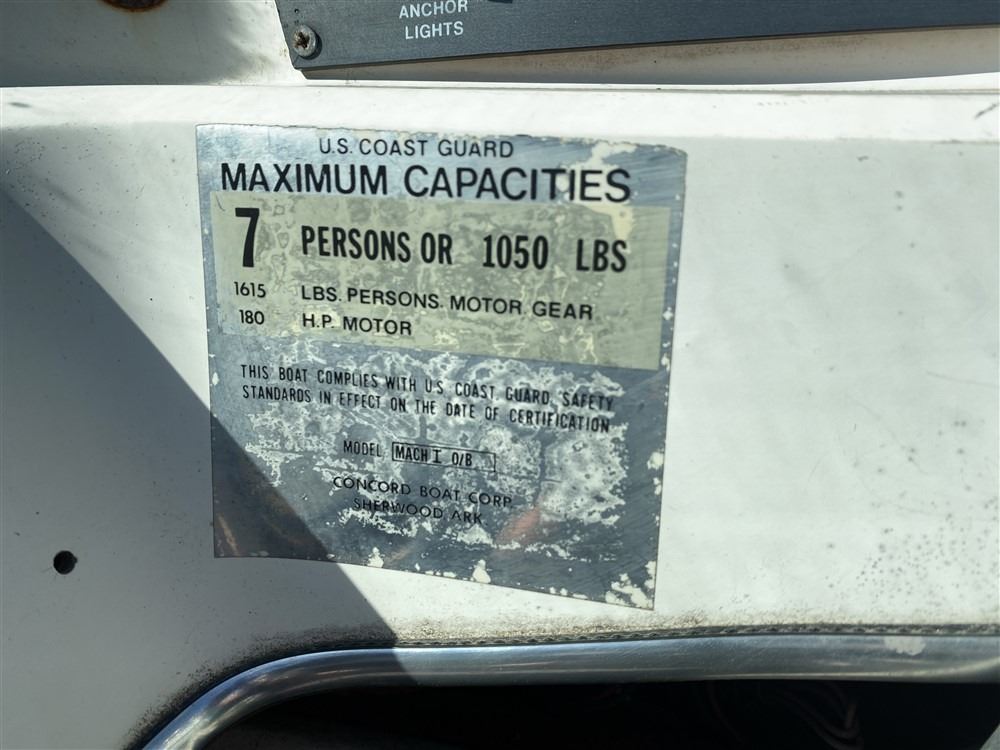 ANCHOR
LIGHTS
U.S. COAST GUARD
MAXIMUM CAPACITIES
7 PERSONS OR 1050 LBS
1615 LBS. PERSONS. MOTOR. GEAR
180 H.P. MOTOR
THIS BOAT COMPLIES WITH U.S. COAST GUARD SAFETY
STANDARDS IN EFFECT ON THE DATE OF CERTIFICATION
MODEL MACH I O/B
CONCORD BOAT CORP
SHERWOOD ARK